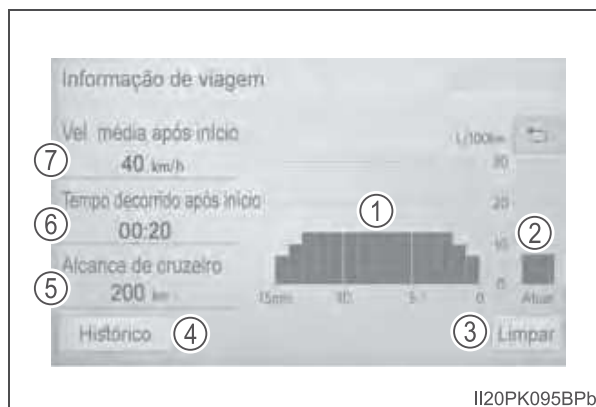 Informação de viagem
Vel. média após início
L/100km
7
40 km/h
30
Tempo decorrido após início
20
6
00:20
1
2
10
Alcance de cruzeiro
0
5
200 km
15min
10
5
0
Atual
Histórico
4
3
Limpar
II20PK095BPb